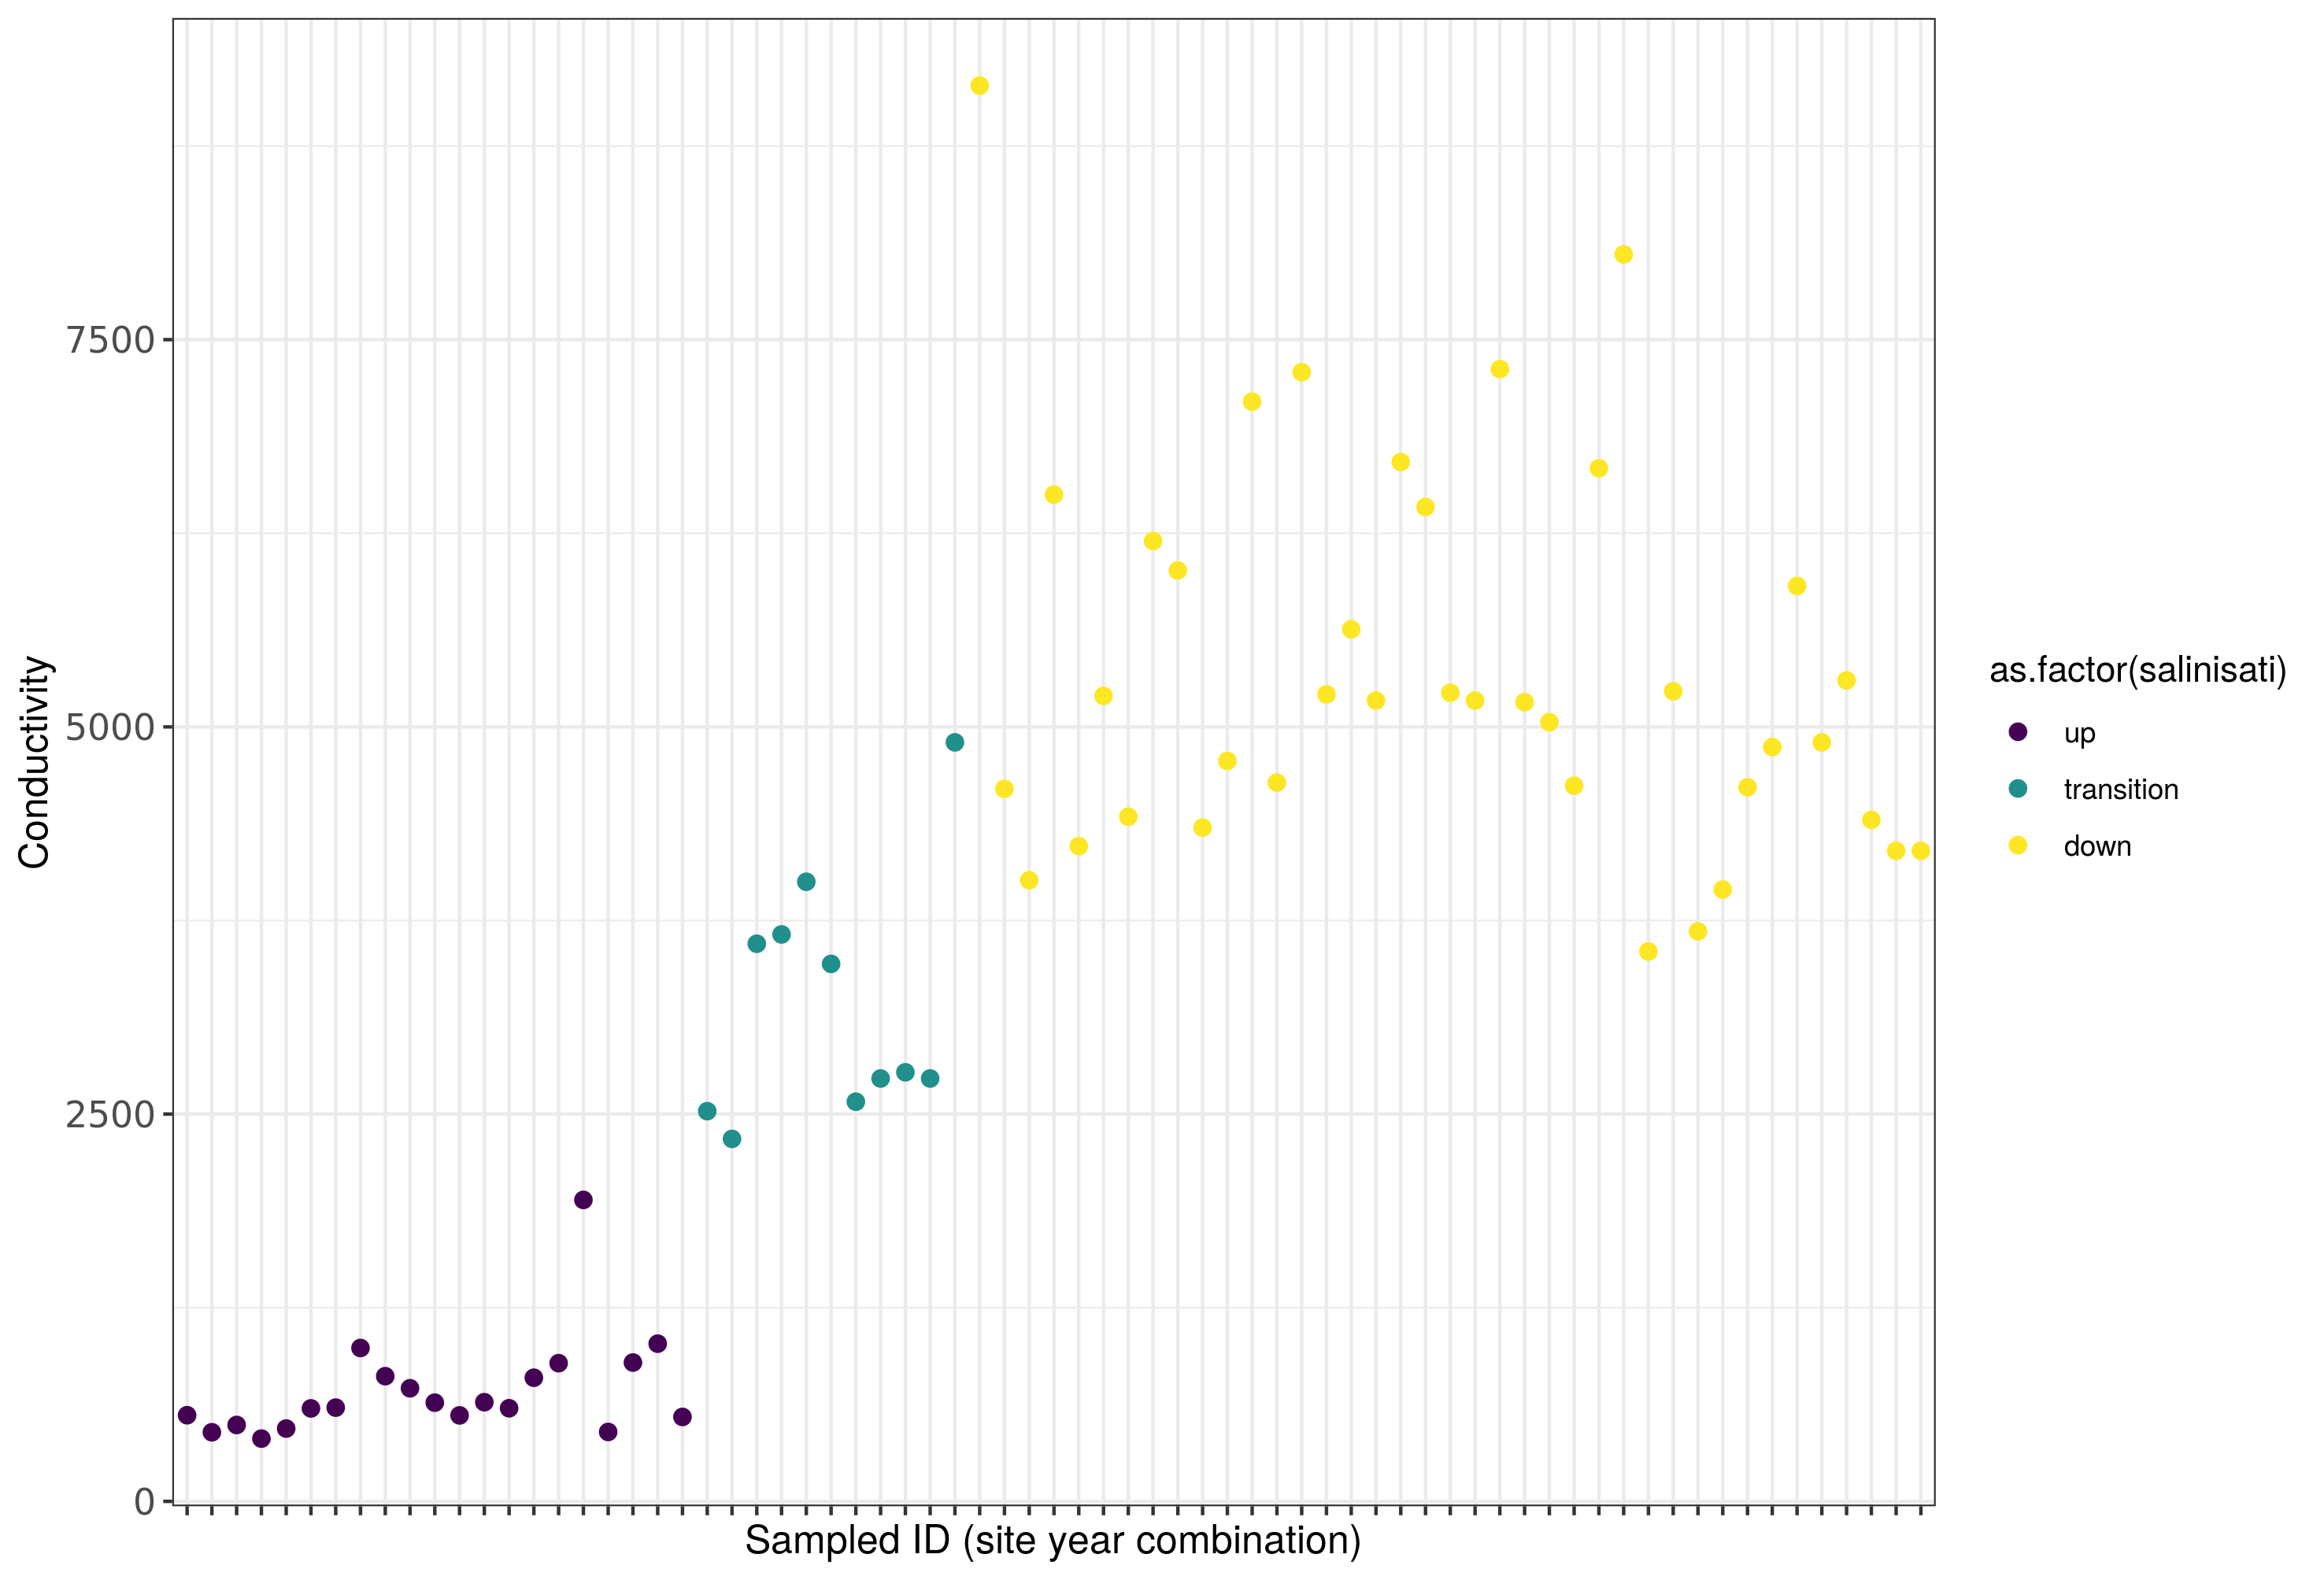 7500
5000
2500
0
Conductivity
Sampled ID (site year combination)
as.factor(salinisati)
up
transition
down